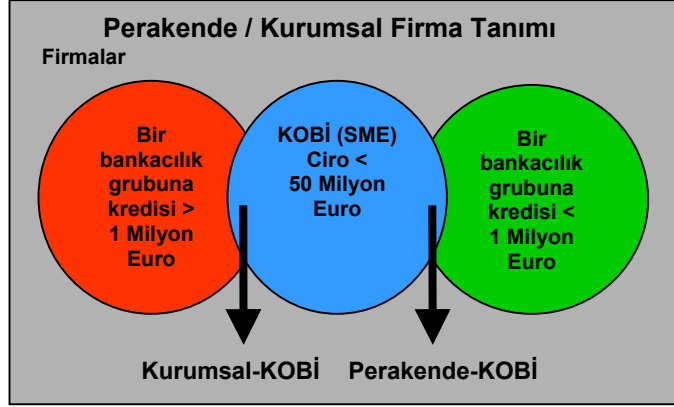 Perakende / Kurumsal Firma Tanımı
Firmalar
Bir
bankacılık
grubuna
kredisi >
1 Milyon
Euro
KOBİ (SME)
Ciro <
50 Milyon
Euro
Bir
bankacılık
grubuna
kredisi <
1 Milyon
Euro
Kurumsal-KOBİ Perakende-KOBİ